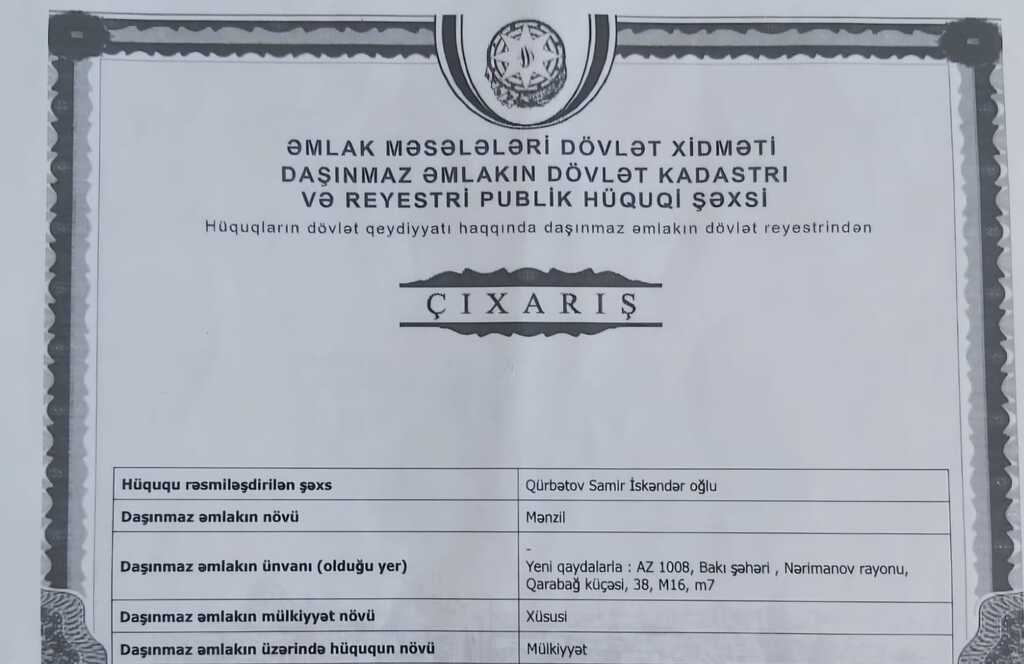 ƏMLAK MƏSƏLƏLƏRİ DÖVLƏT XİDMƏTİ
DAŞINMAZ ƏMLAKIN DÖVLƏT KADASTRI
VƏ REYESTRİ PUBLİK HÜQUQİ ŞƏXSİ
Hüquqların dövlət qeydiyyatı haqqında daşınmaz əmlakın dövlət reyestrindən
ÇIXARIŞ
Hüququ rəsmiləşdirilən şəxs
Qürbətov Samir İskəndər oğlu
Daşınmaz əmlakın növü
Mənzil
Daşınmaz əmlakın ünvanı (olduğu yer)
-
Yeni qaydalarla : AZ 1008, Bakı şəhəri , Nərimanov rayonu,
Qarabağ küçəsi, 38, M16, m7
Daşınmaz əmlakın mülkiyyət növü
Xüsusi
Daşınmaz əmlakın üzərində hüququn növü
Mülkiyyət